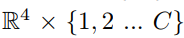 ℝ⁴ × {1, 2 ... C}